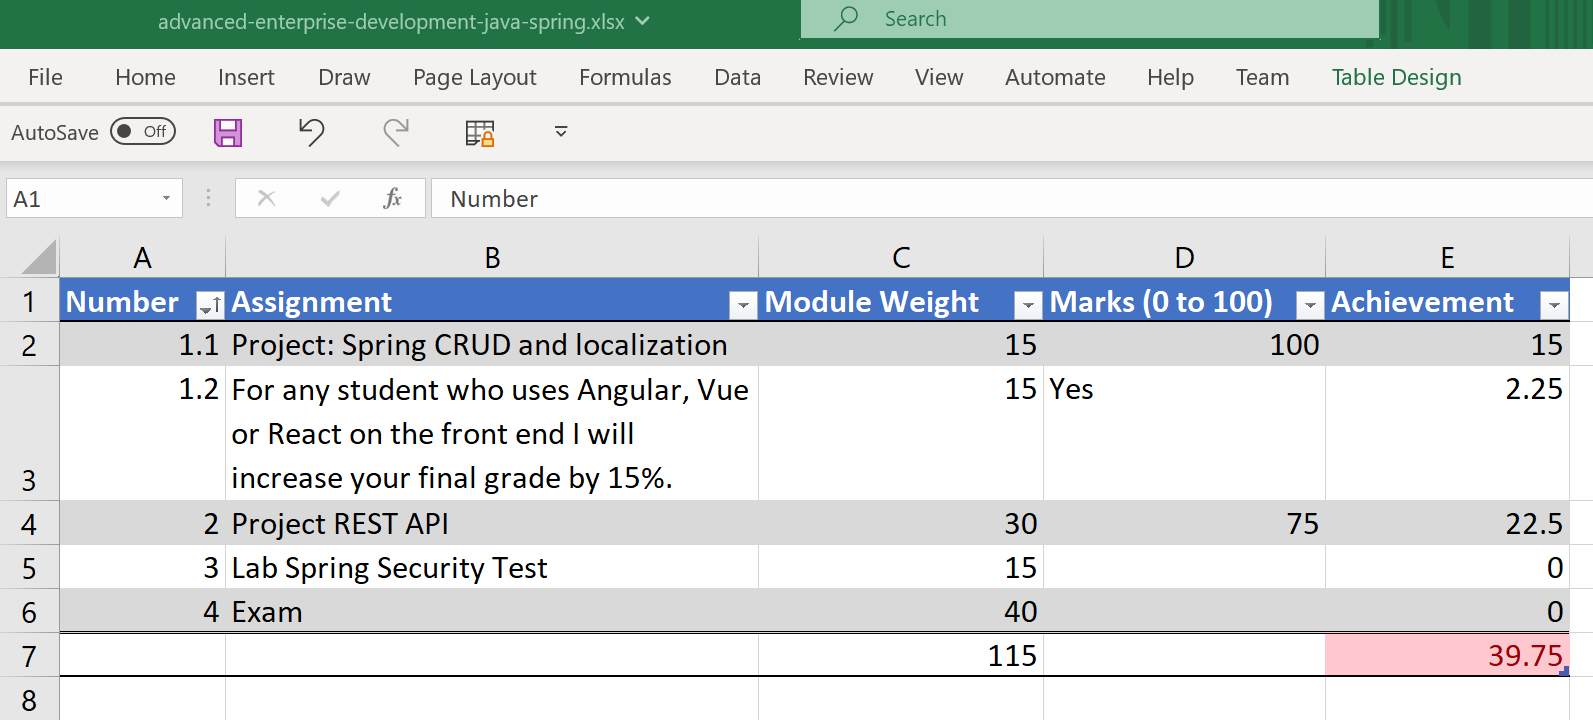 advanced-enterprise-development-java-spring.xlsx Search
File Home Insert Draw Page Layout Formulas Data Review View Automate Help Team Table Design
AutoSave Off
A1 fx Number
A B C D E
1 Number Assignment Module Weight Marks (0 to 100) Achievement
2 1.1 Project: Spring CRUD and localization 15 100 15
1.2 For any student who uses Angular, Vue 15 Yes 2.25
or React on the front end I will
3 increase your final grade by 15%.
4 2 Project REST API 30 75 22.5
5 3 Lab Spring Security Test 15 0
6 4 Exam 40 0
7 115 39.75
8